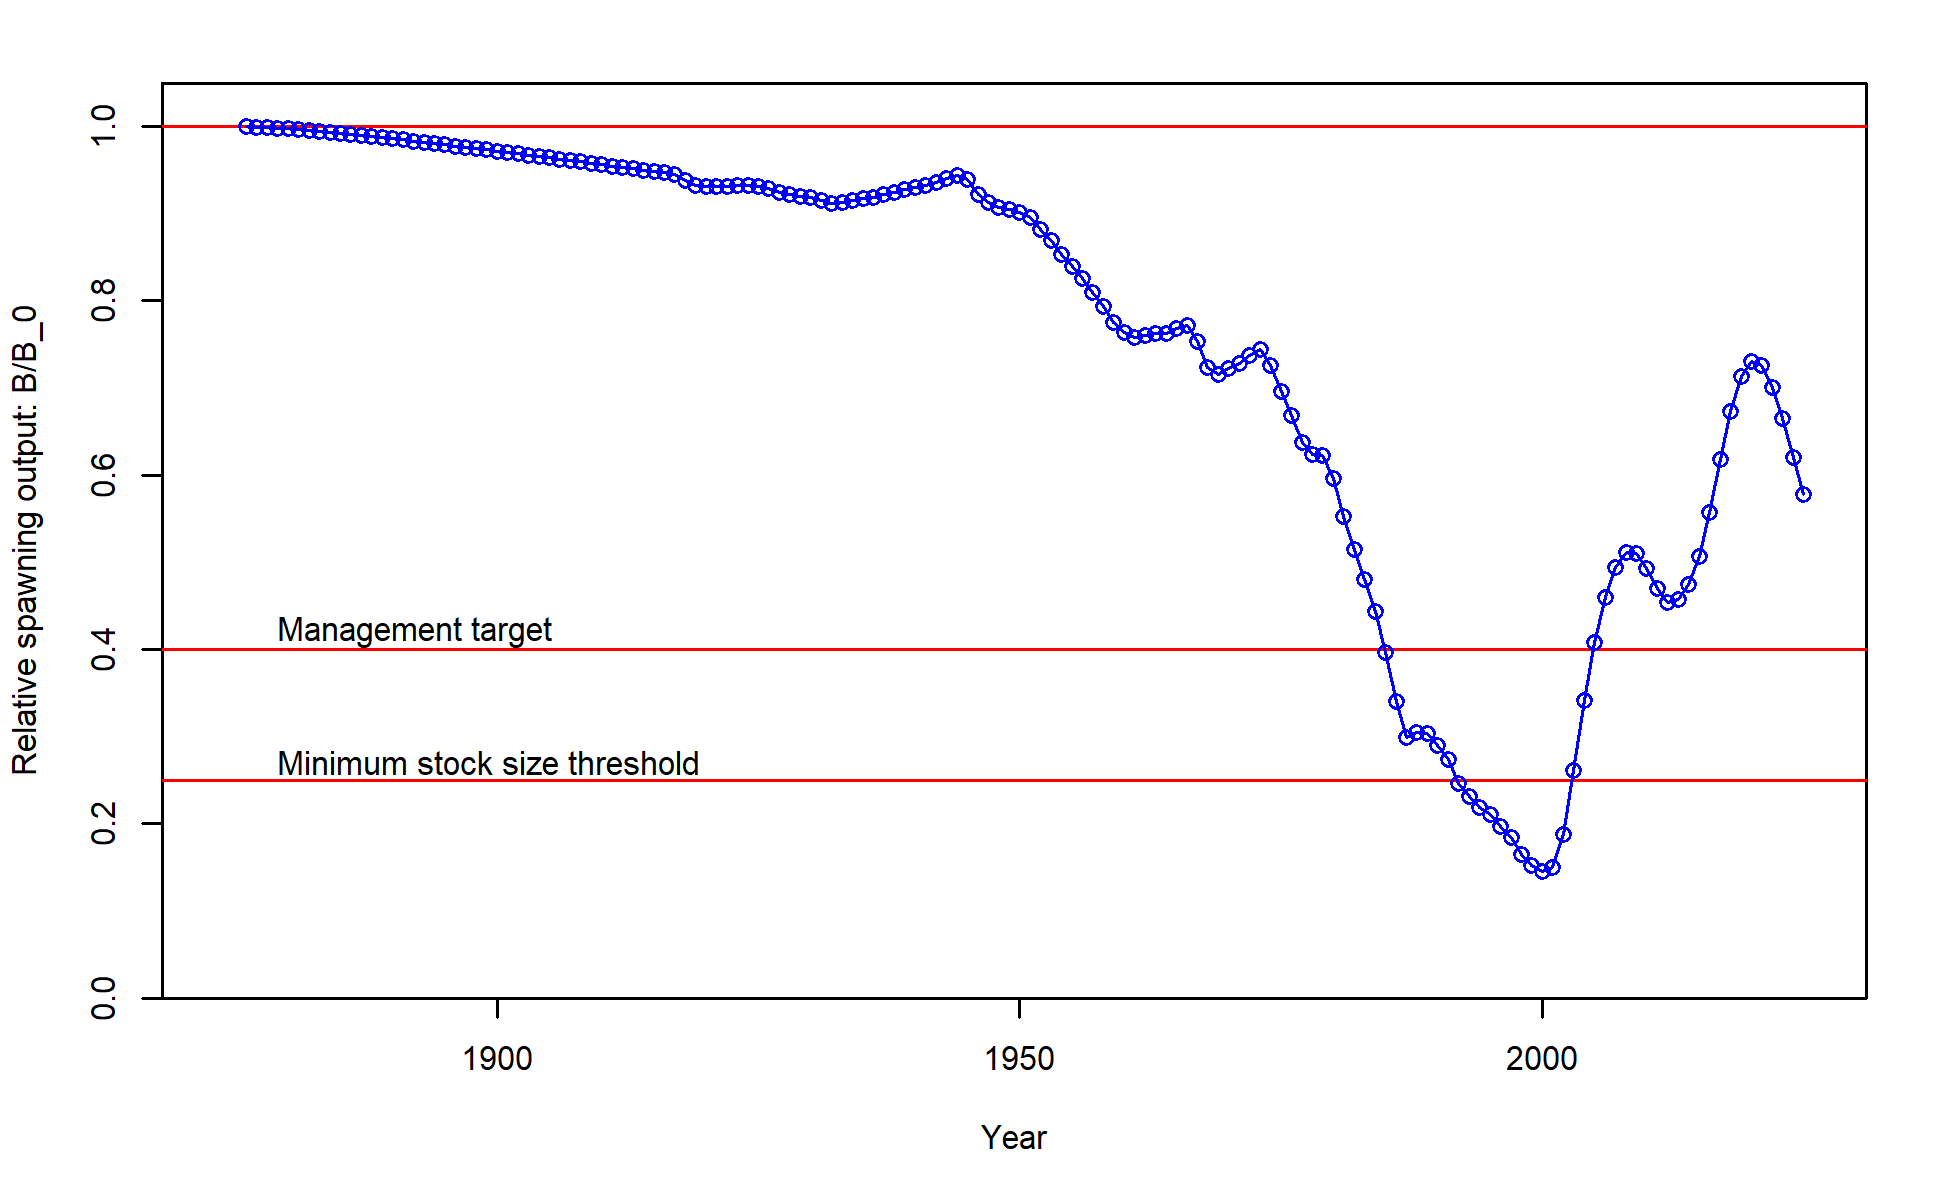 Relative spawning output: B/B_0
1.0
0.8
0.6
0.4
0.2
0.0
Management target
Minimum stock size threshold
1900
1950
2000
Year